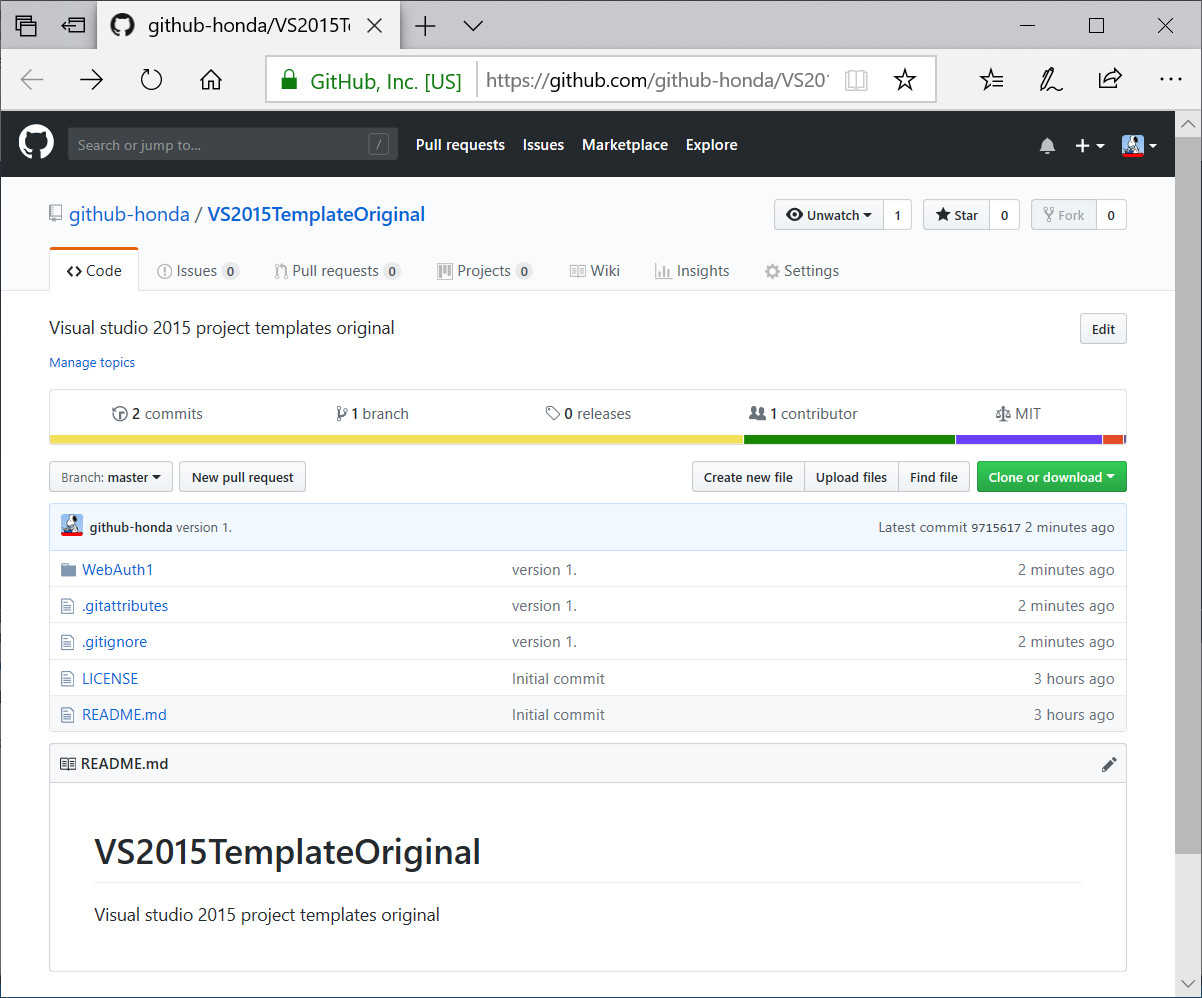 github-honda/VS2015T
GitHub, Inc. [US] https://github.com/github-honda/VS20
Search or jump to... / Pull requests Issues Marketplace Explore
github-honda / VS2015TemplateOriginal Unwatch 1 Star 0 Fork 0
Code Issues 0 Pull requests 0 Projects 0 Wiki Insights Settings
Visual studio 2015 project templates original Edit
Manage topics
2 commits 1 branch 0 releases 1 contributor MIT
Branch: master New pull request Create new file Upload files Find file Clone or download
github-honda version 1. Latest commit 9715617 2 minutes ago
WebAuth1 version 1. 2 minutes ago
.gitattributes version 1. 2 minutes ago
.gitignore version 1. 2 minutes ago
LICENSE Initial commit 3 hours ago
README.md Initial commit 3 hours ago
README.md
VS2015TemplateOriginal
Visual studio 2015 project templates original